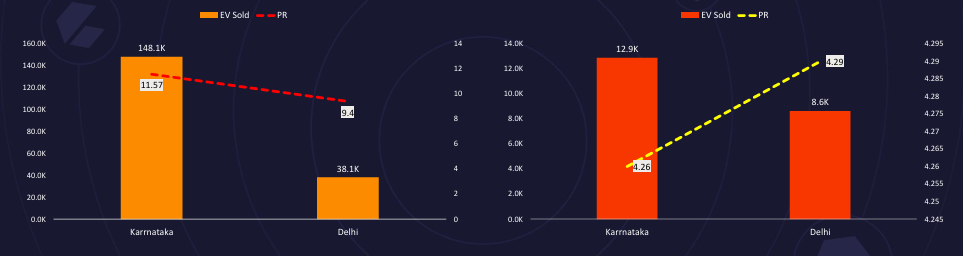 EV Sold PR
160.0K
140.0K
120.0K
100.0K
80.0K
60.0K
40.0K
20.0K
0.0K
148.1K
11.57
9.4
38.1K
14
12
10
8
6
4
2
0
Karrnataka Delhi
EV Sold PR
14.0K
12.0K
10.0K
8.0K
6.0K
4.0K
2.0K
0.0K
12.9K
4.29
8.6K
4.26
4.295
4.29
4.285
4.28
4.275
4.27
4.265
4.26
4.255
4.25
4.245
Karrnataka Delhi